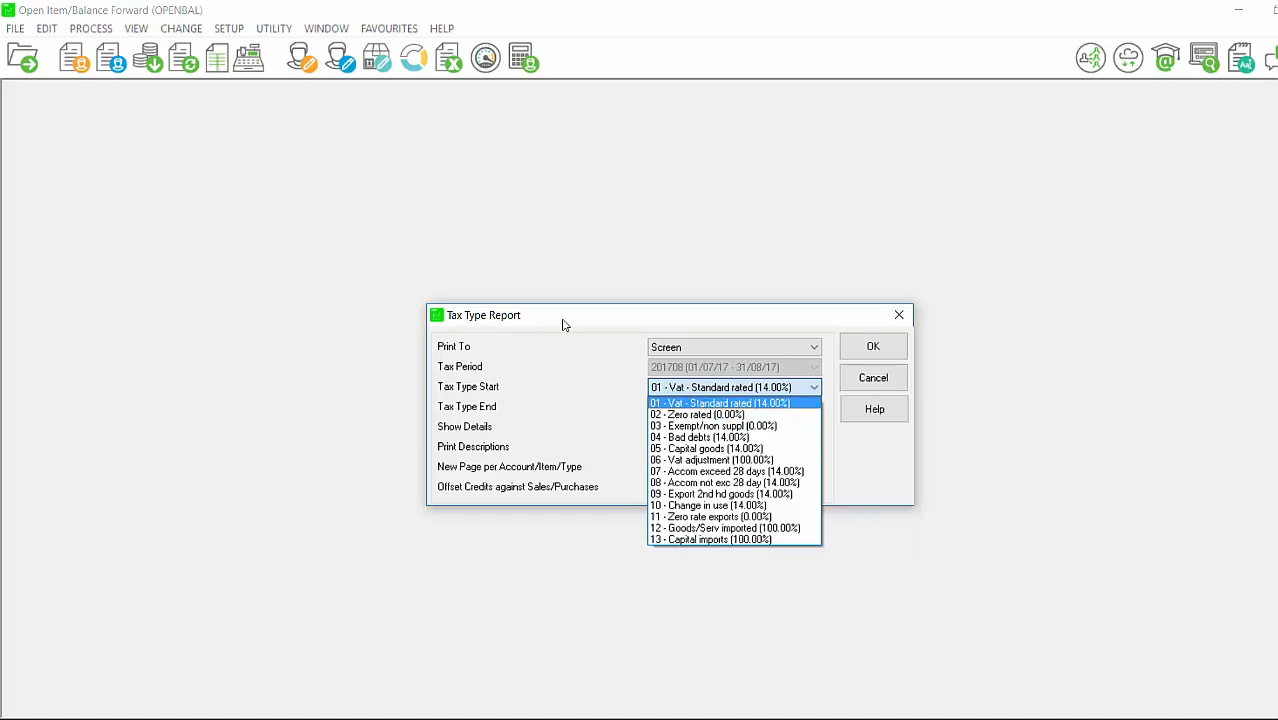 Open Item/Balance Forward (OPENBAL)
FILE EDIT PROCESS VIEW CHANGE SETUP UTILITY WINDOW FAVOURITES HELP
Tax Type Report
Print To Screen OK
Tax Period 201708 (01/07/17 - 31/08/17)
Cancel
Tax Type Start 01 - Vat - Standard rated (14.00%)
Tax Type End
Show Details
Print Descriptions
New Page per Account/Item/Type
Offset Credits against Sales/Purchases
Help
01 - Vat - Standard rated (14.00%)
02 - Zero rated (0.00%)
03 - Exempt/non suppl (0.00%)
04 - Bad debts (14.00%)
05 - Capital goods (14.00%)
06 - Vat adjustment (100.00%)
07 - Accom exceed 28 days (14.00%)
08 - Accom not exc 28 day (14.00%)
09 - Export 2nd hd goods (14.00%)
10 - Change in use (14.00%)
11 - Zero rate exports (0.00%)
12 - Goods/Serv imported (100.00%)
13 - Capital imports (100.00%)